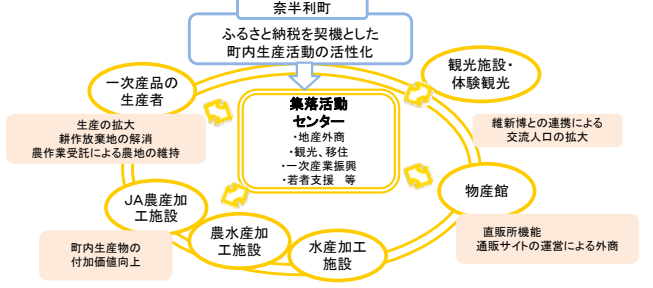 奈半利町
ふるさと納税を契機とした
町内生産活動の活性化
一次産品の
生産者
観光施設・
体験観光
集落活動
センター
・地産外商
・観光、移住
・一次産業振興
・若者支援 等
生産の拡大
耕作放棄地の解消
農作業受託による農地の維持
維新博との連携による
交流人口の拡大
JA農産加
工施設
物産館
農水産加
工施設
水産加工
施設
町内生産物の
付加価値向上
直販所機能
通販サイトの運営による外商